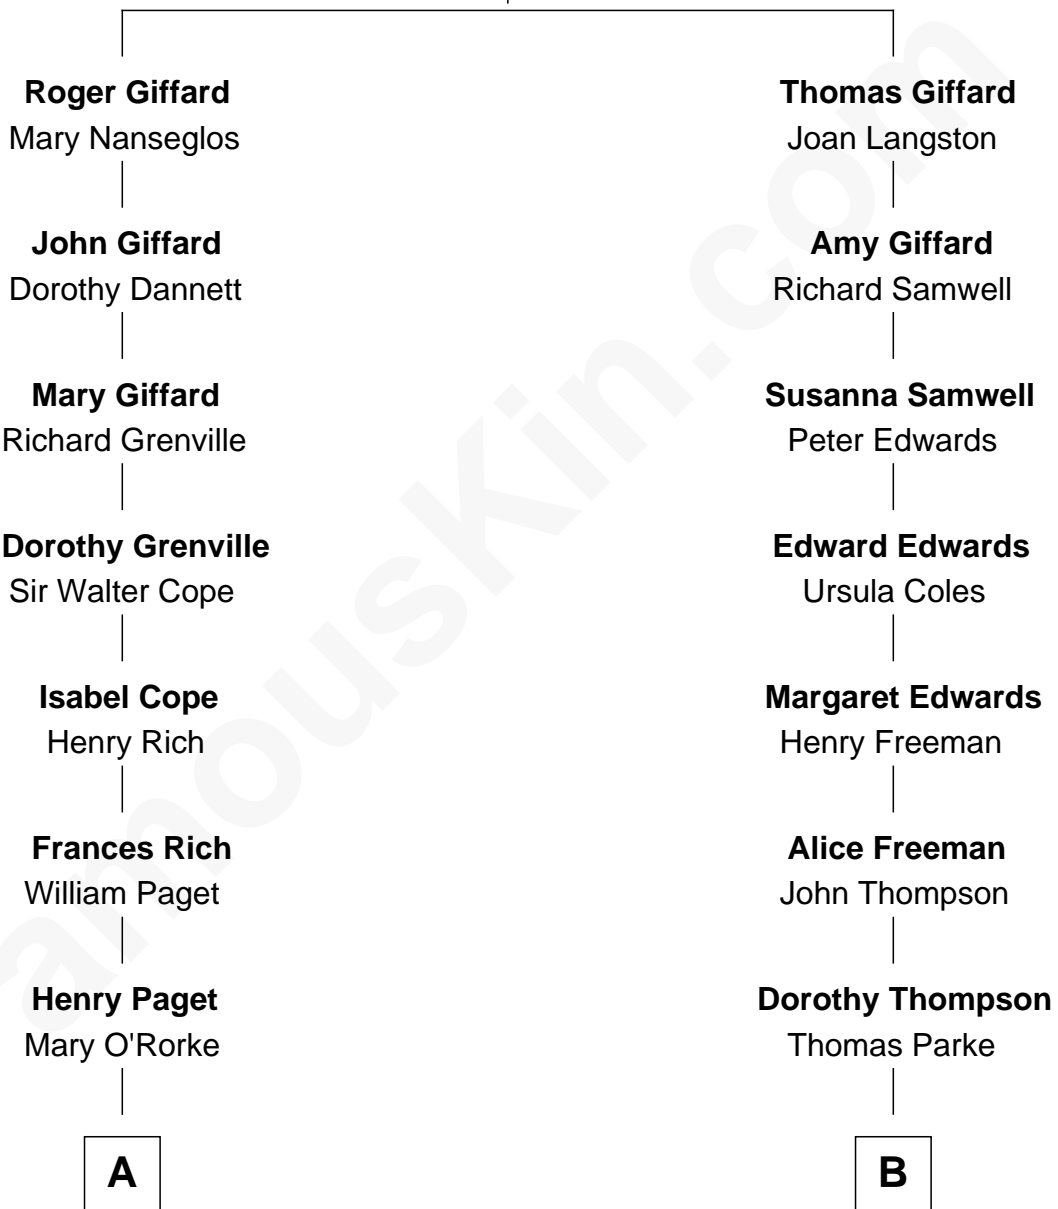 Roger Giffard
Mary Nanseglos
John Giffard
Dorothy Dannett
Mary Giffard
Richard Grenville
Dorothy Grenville
Sir Walter Cope
Isabel Cope
Henry Rich
Frances Rich
William Paget
Henry Paget
Mary O'Rorke
A
Thomas Giffard
Joan Langston
Amy Giffard
Richard Samwell
Susanna Samwell
Peter Edwards
Edward Edwards
Ursula Coles
Margaret Edwards
Henry Freeman
Alice Freeman
John Thompson
Dorothy Thompson
Thomas Parke
B
amousKin.com